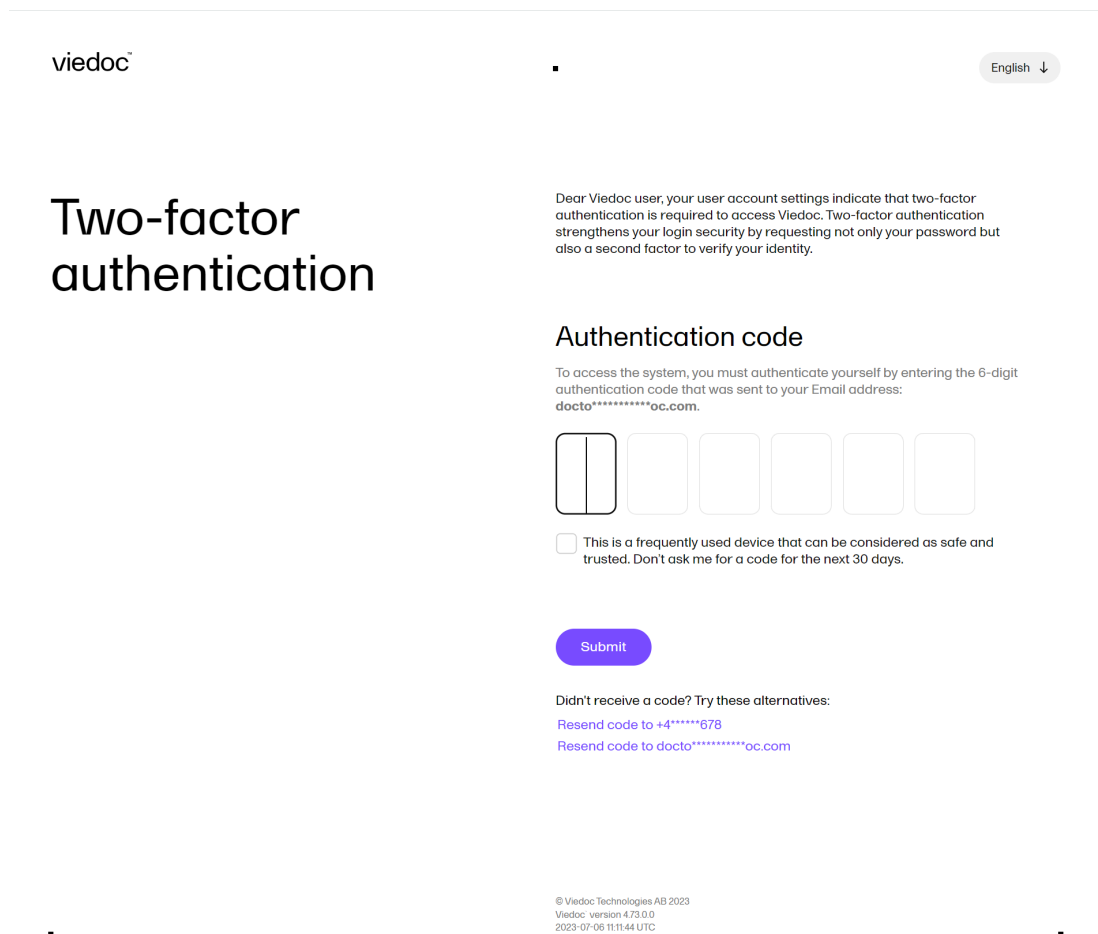 viedoc™
English ↓
Two-factor
authentication
Dear Viedoc user, your user account settings indicate that two-factor
authentication is required to access Viedoc. Two-factor authentication
strengthens your login security by requesting not only your password but
also a second factor to verify your identity.
Authentication code
To access the system, you must authenticate yourself by entering the 6-digit
authentication code that was sent to your Email address:
docto***********oc.com.
This is a frequently used device that can be considered as safe and
trusted. Don't ask me for a code for the next 30 days.
Submit
Didn't receive a code? Try these alternatives:
Resend code to +4******678
Resend code to docto***********oc.com
© Viedoc Technologies AB 2023
Viedoc™ version 4.73.0.0
2023-07-06 11:11:44 UTC